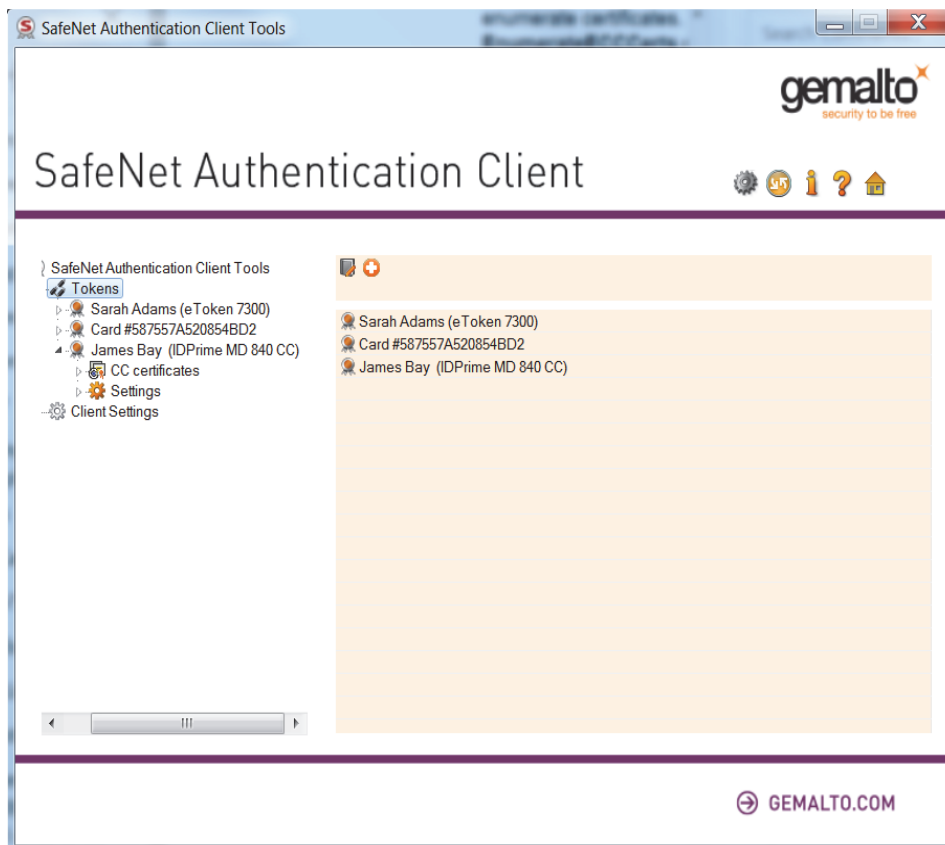 enumerate certificates.
SafeNet Authentication Client Tools
gemalto
security to be free
SafeNet Authentication Client
SafeNet Authentication Client Tools
Tokens
Sarah Adams (eToken 7300)
Card #587557A520854BD2
James Bay (IDPrime MD 840 CC)
CC certificates
Settings
Client Settings
Sarah Adams (eToken 7300)
Card #587557A520854BD2
James Bay (IDPrime MD 840 CC)
GEMALTO.COM